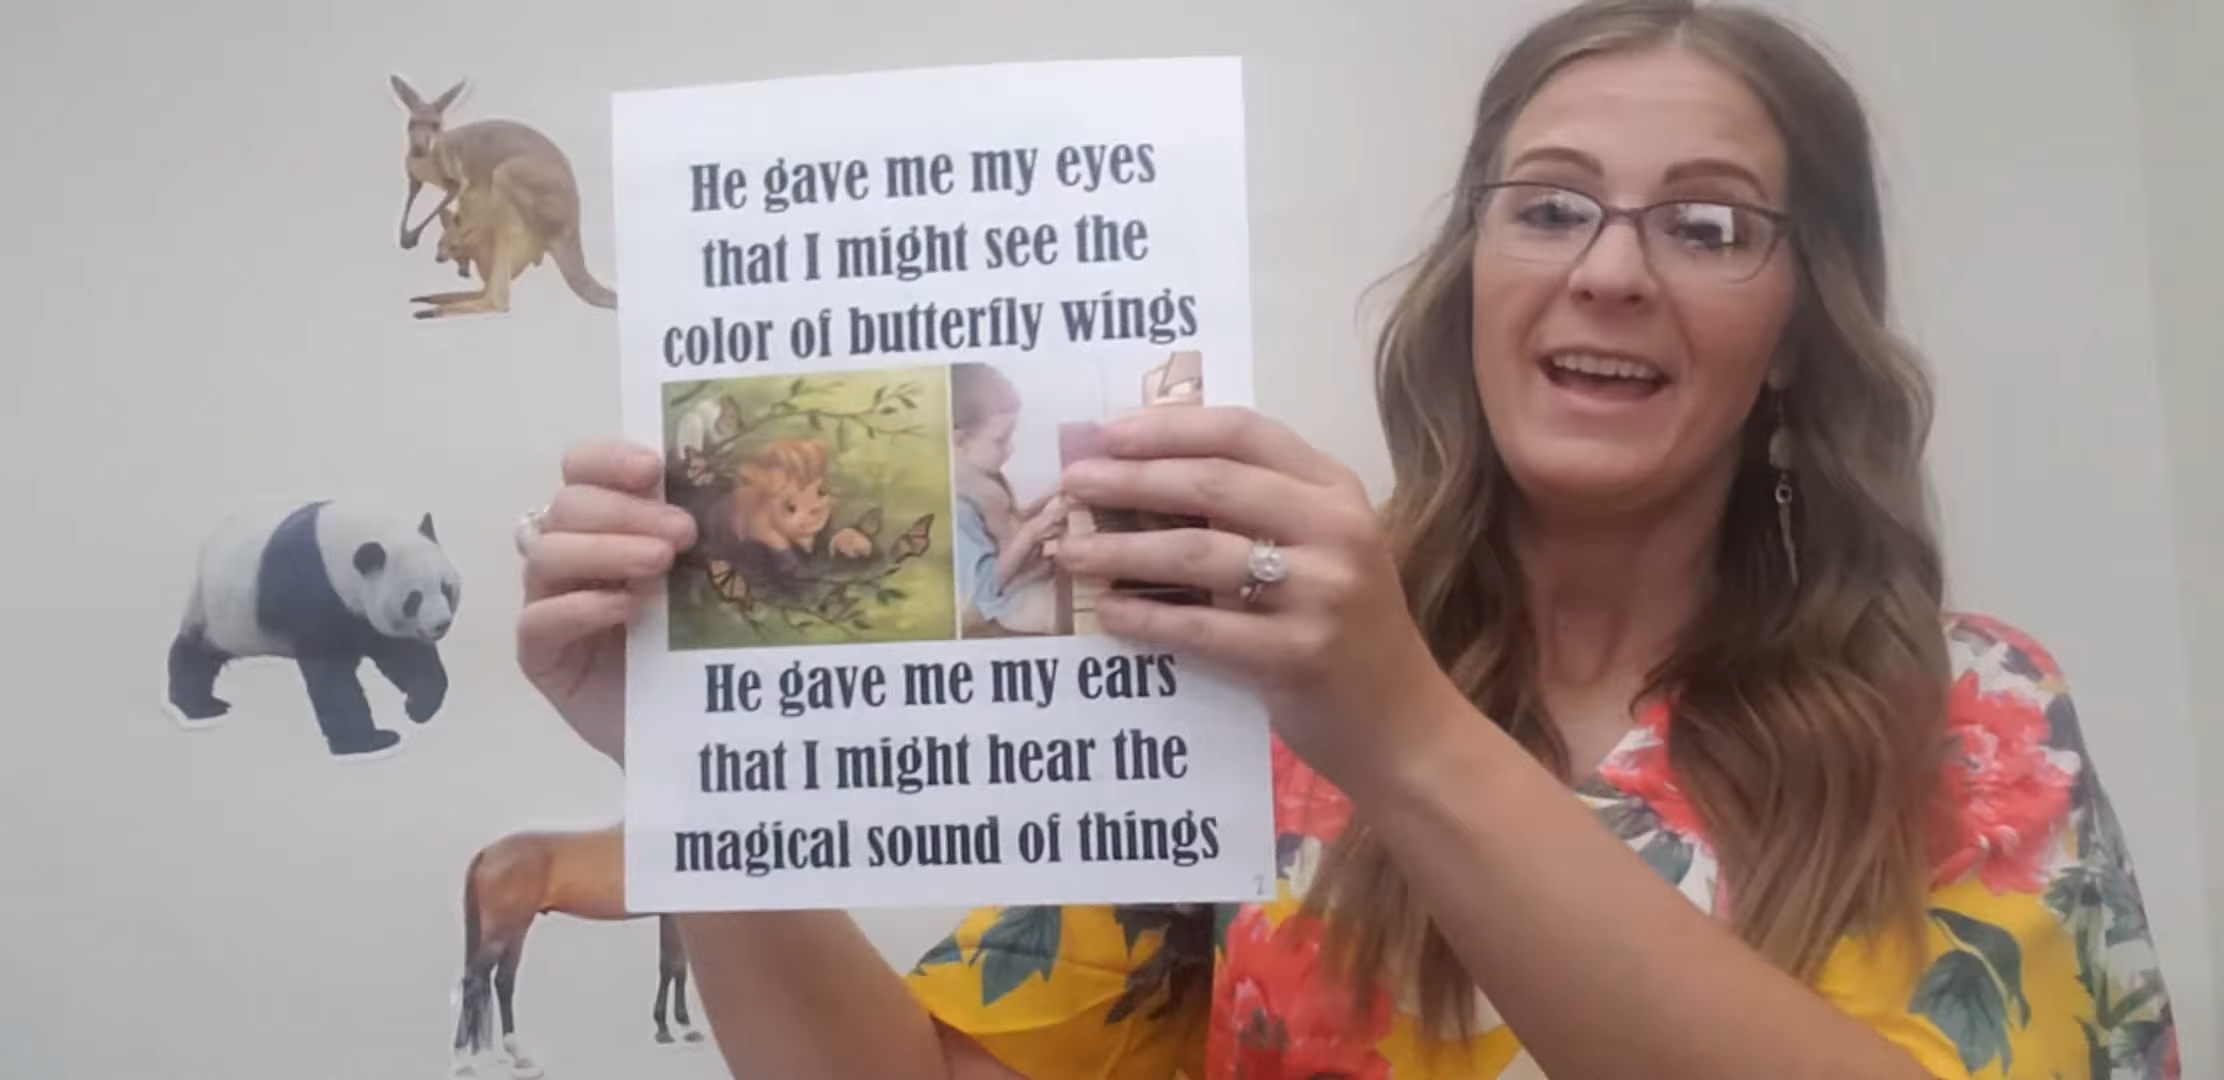 He gave me my eyes
that I might see the
color of butterfly wings
He gave me my ears
that I might hear the
magical sound of things
2